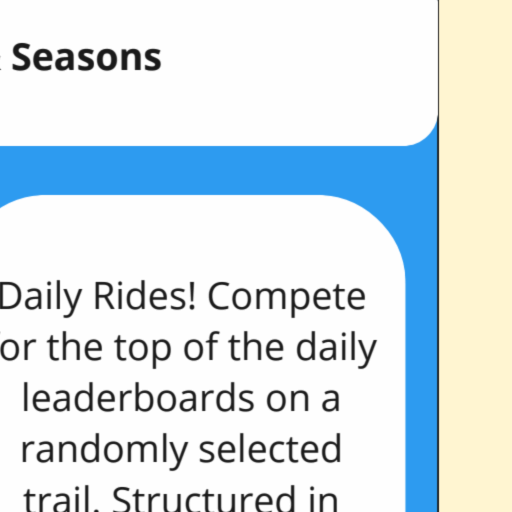 Seasons
Daily Rides! Compete
for the top of the daily
leaderboards on a
randomly selected
trail. Structured in